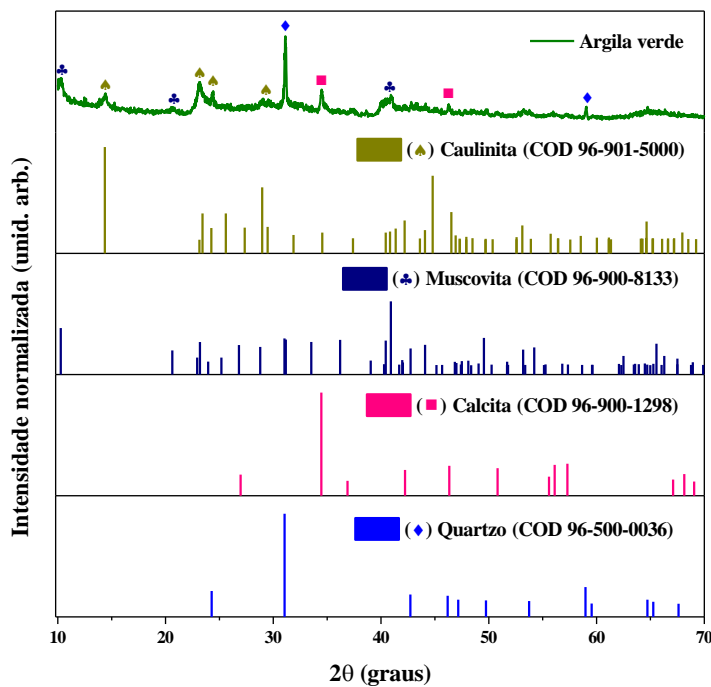 Argila verde
(♠) Caulinita (COD 96-901-5000)
(♣) Muscovita (COD 96-900-8133)
(■) Calcita (COD 96-900-1298)
(♦) Quartzo (COD 96-500-0036)
Intensidade normalizada (unid. arb.)
10 20 30 40 50 60 70
2θ (graus)